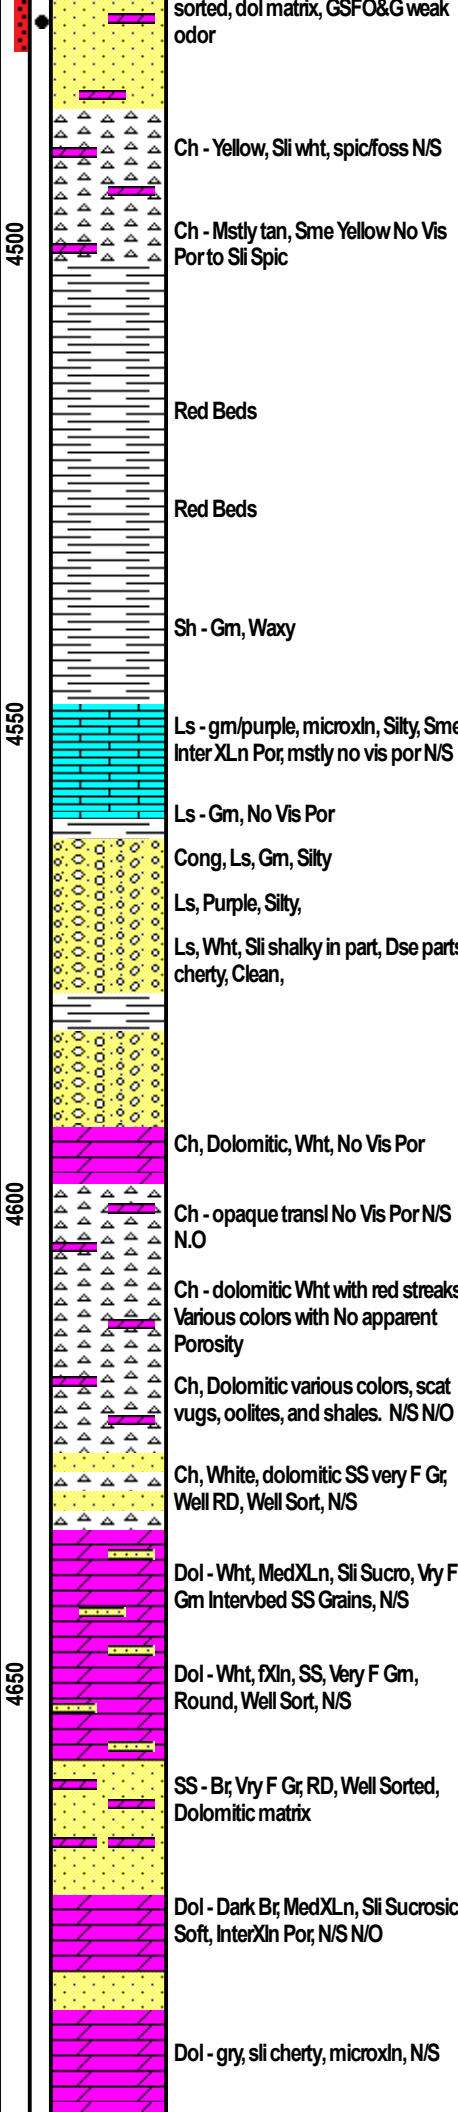 sorted, dol matrix, GSFO&G weak
odor
Ch - Yellow, Sli wht, spic/foss N/S
4500
Ch - Mstly tan, Sme Yellow No Vis
Por to Sli Spic
Red Beds
Red Beds
Sh - Grn, Waxy
4550
Ls - grn/purple, microxln, Silty, Sme
Inter XLn Por, mstly no vis por N/S
Ls - Grn, No Vis Por
Cong, Ls, Grn, Silty
Ls, Purple, Silty,
Ls, Wht, Sli shalky in part, Dse parts
cherty, Clean,
Ch, Dolomitic, Wht, No Vis Por
4600
Ch - opaque transl No Vis Por N/S
N.O
Ch - dolomitic Wht with red streaks
Various colors with No apparent
Porosity
Ch, Dolomitic various colors, scat
vugs, oolites, and shales. N/S N/O
Ch, White, dolomitic SS very F Gr,
Well RD, Well Sort, N/S
Dol - Wht, MedXLn, Sli Sucro, Vry F
Grn Intervbed SS Grains, N/S
4650
Dol - Wht, fXln, SS, Very F Grn,
Round, Well Sort, N/S
SS - Br, Vry F Gr, RD, Well Sorted,
Dolomitic matrix
Dol - Dark Br, MedXLn, Sli Sucrosic
Soft, InterXln Por, N/S N/O
Dol - gry, sli cherty, microxln, N/S